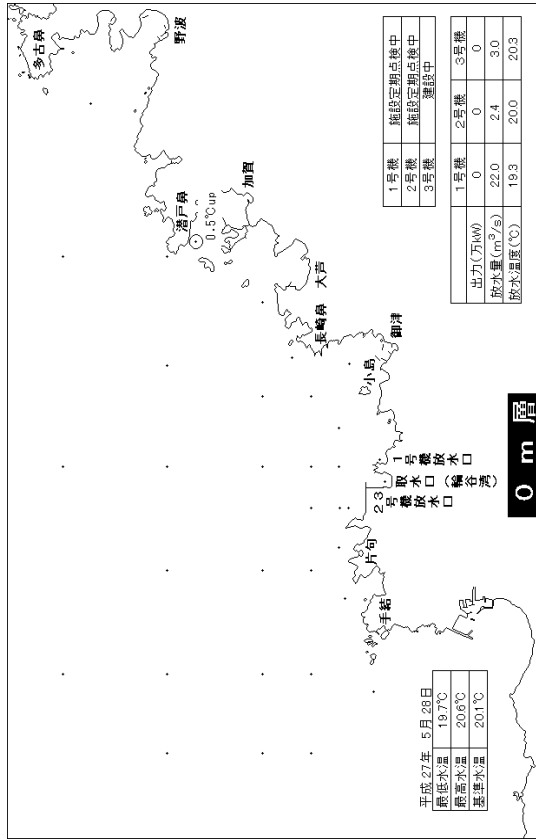 多古鼻
野波
潜戸鼻
0.5℃up
加賀
大芦
長崎鼻
御津
小島
1号機放水口
取水口(輪谷湾)
2 3号機放水口
片句
手結
1号機 施設定期点検中
2号機 施設定期点検中
3号機 建設中
1号機 2号機 3号機
出力(万kW) 0 0 0
放水量(m³/s) 22.0 2.4 3.0
放水温度(℃) 19.3 20.0 20.3
0 m 層
平成 27年 5月 28日
最低水温 19.7℃
最高水温 20.6℃
基準水温 20.1℃